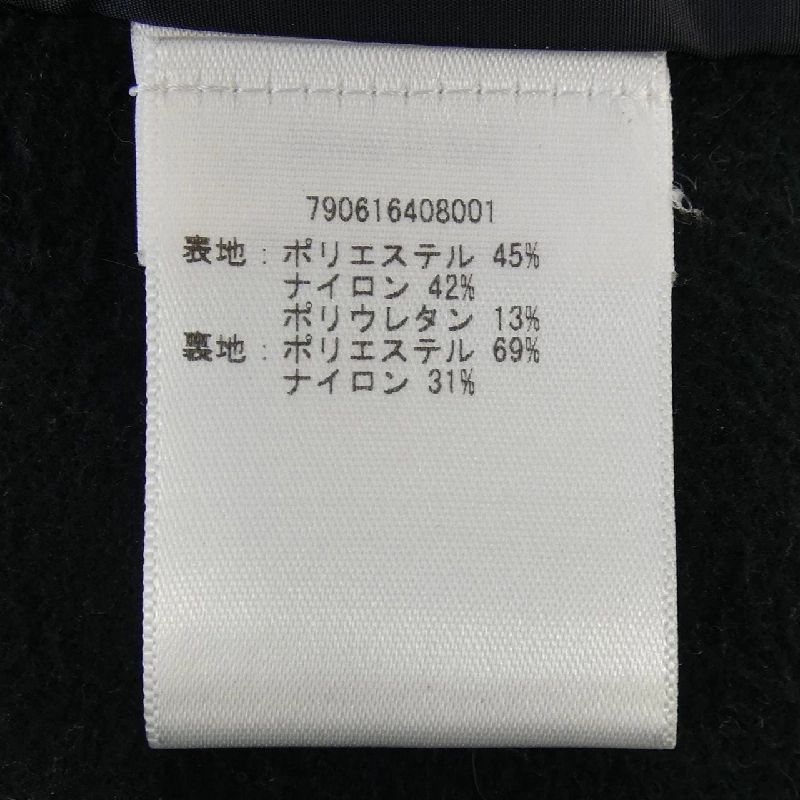 790616408001
表地：ポリエステル 45%
ナイロン 42%
ポリウレタン 13%
裏地：ポリエステル 69%
ナイロン 31%